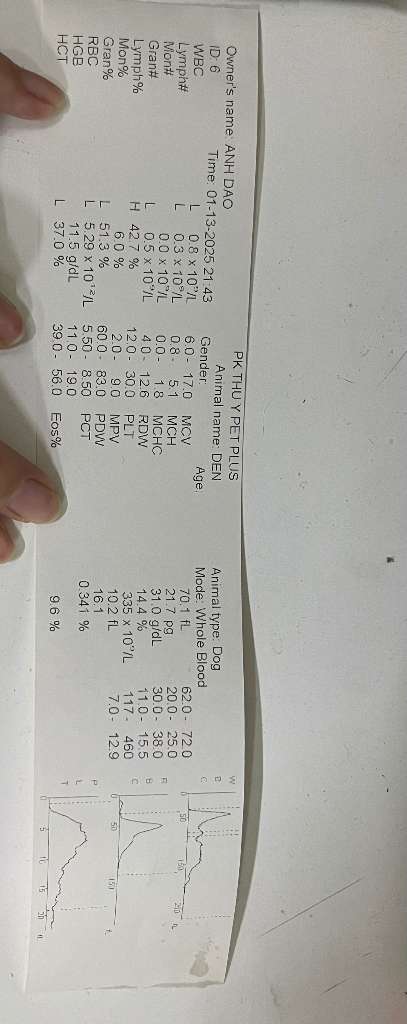 PK THU Y PET PLUS
Owner's name: ANH DAO Animal name: DEN Animal type: Dog
ID: 6 Time: 01-13-2025 21:43 Gender: Age: Mode: Whole Blood
WBC L 0.8 x 10⁹/L 6.0 - 17.0 MCV 70.1 fL 62.0 - 72.0
Lymph# L 0.3 x 10⁹/L 0.8 - 5.1 MCH 21.7 pg 20.0 - 25.0
Mon# 0.0 x 10⁹/L 0.0 - 1.8 MCHC 31.0 g/dL 30.0 - 38.0
Gran# L 0.5 x 10⁹/L 4.0 - 12.6 RDW 14.4 % 11.0 - 15.5
Lymph% H 42.7 % 12.0 - 30.0 PLT 335 x 10⁹/L 117 - 460
Mon% 6.0 % 2.0 - 9.0 MPV 10.2 fL 7.0 - 12.9
Gran% L 51.3 % 60.0 - 83.0 PDW 16.1
RBC L 5.29 x 10¹²/L 5.50 - 8.50 PCT 0.341 %
HGB 11.5 g/dL 11.0 - 19.0
HCT L 37.0 % 39.0 - 56.0 Eos% 9.6 %
W
B
C
0 50 150 fL
R
B
C
0 50 150 fL
P
L
T
0 5 10 15 20 fL